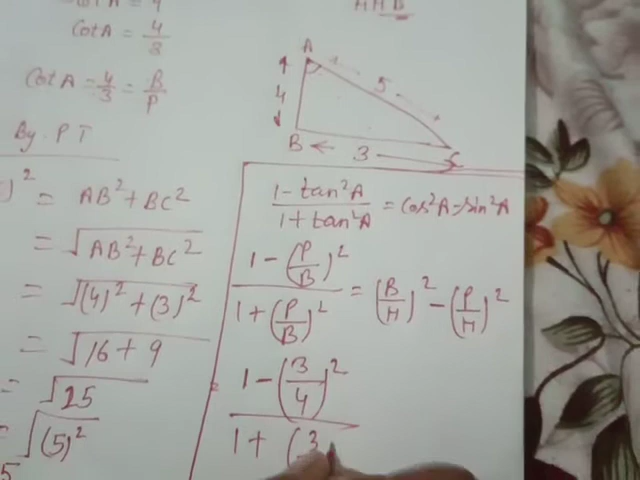 Cot A = 4
Cot A = 4/3
Cot A = 4/3 = B/P
By. P T
)² = AB² + BC²
= √AB² + BC²
= √(4)² + (3)²
= √16 + 9
= √25
= √(5)²
5
A
4
5
B
3
C
1 - tan²A / 1 + tan²A = Cos²A - Sin²A
1 - (P/B)² / 1 + (P/B)² = (B/H)² - (P/H)²
1 - (3/4)² / 1 + (3